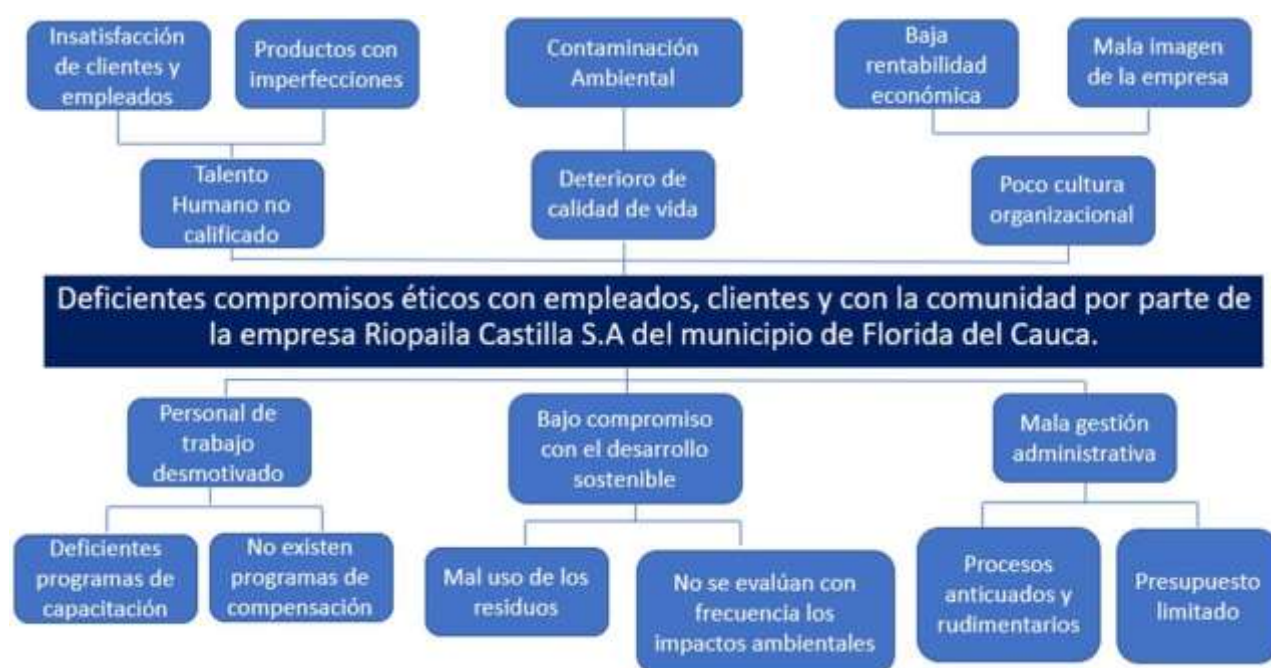 Insatisfacción
de clientes y
empleados
Productos con
imperfecciones
Contaminación
Ambiental
Baja
rentabilidad
económica
Mala imagen
de la empresa
Talento
Humano no
calificado
Deterioro de
calidad de vida
Poco cultura
organizacional
Deficientes compromisos éticos con empleados, clientes y con la comunidad por parte de
la empresa Riopaila Castilla S.A del municipio de Florida del Cauca.
Personal de
trabajo
desmotivado
Bajo compromiso
con el desarrollo
sostenible
Mala gestión
administrativa
Deficientes
programas de
capacitación
No existen
programas de
compensación
Mal uso de los
residuos
No se evalúan con
frecuencia los
impactos ambientales
Procesos
anticuados y
rudimentarios
Presupuesto
limitado